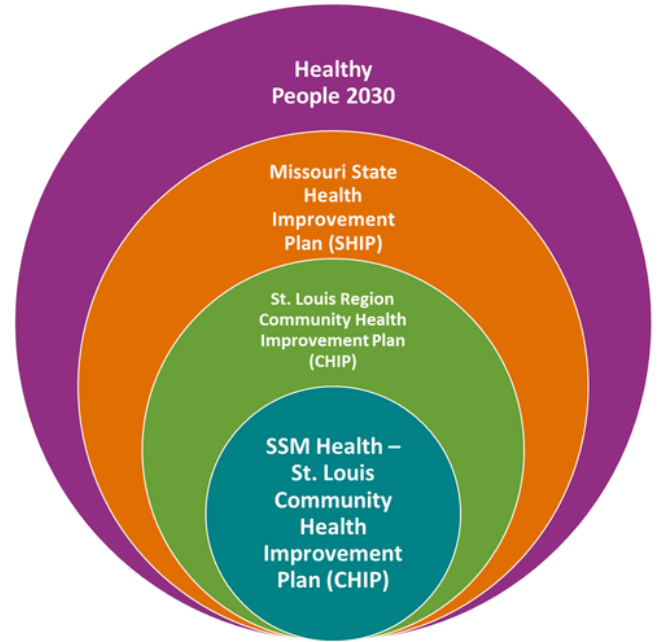 Healthy
People 2030
Missouri State
Health
Improvement
Plan (SHIP)
St. Louis Region
Community Health
Improvement Plan
(CHIP)
SSM Health –
St. Louis
Community
Health
Improvement
Plan (CHIP)